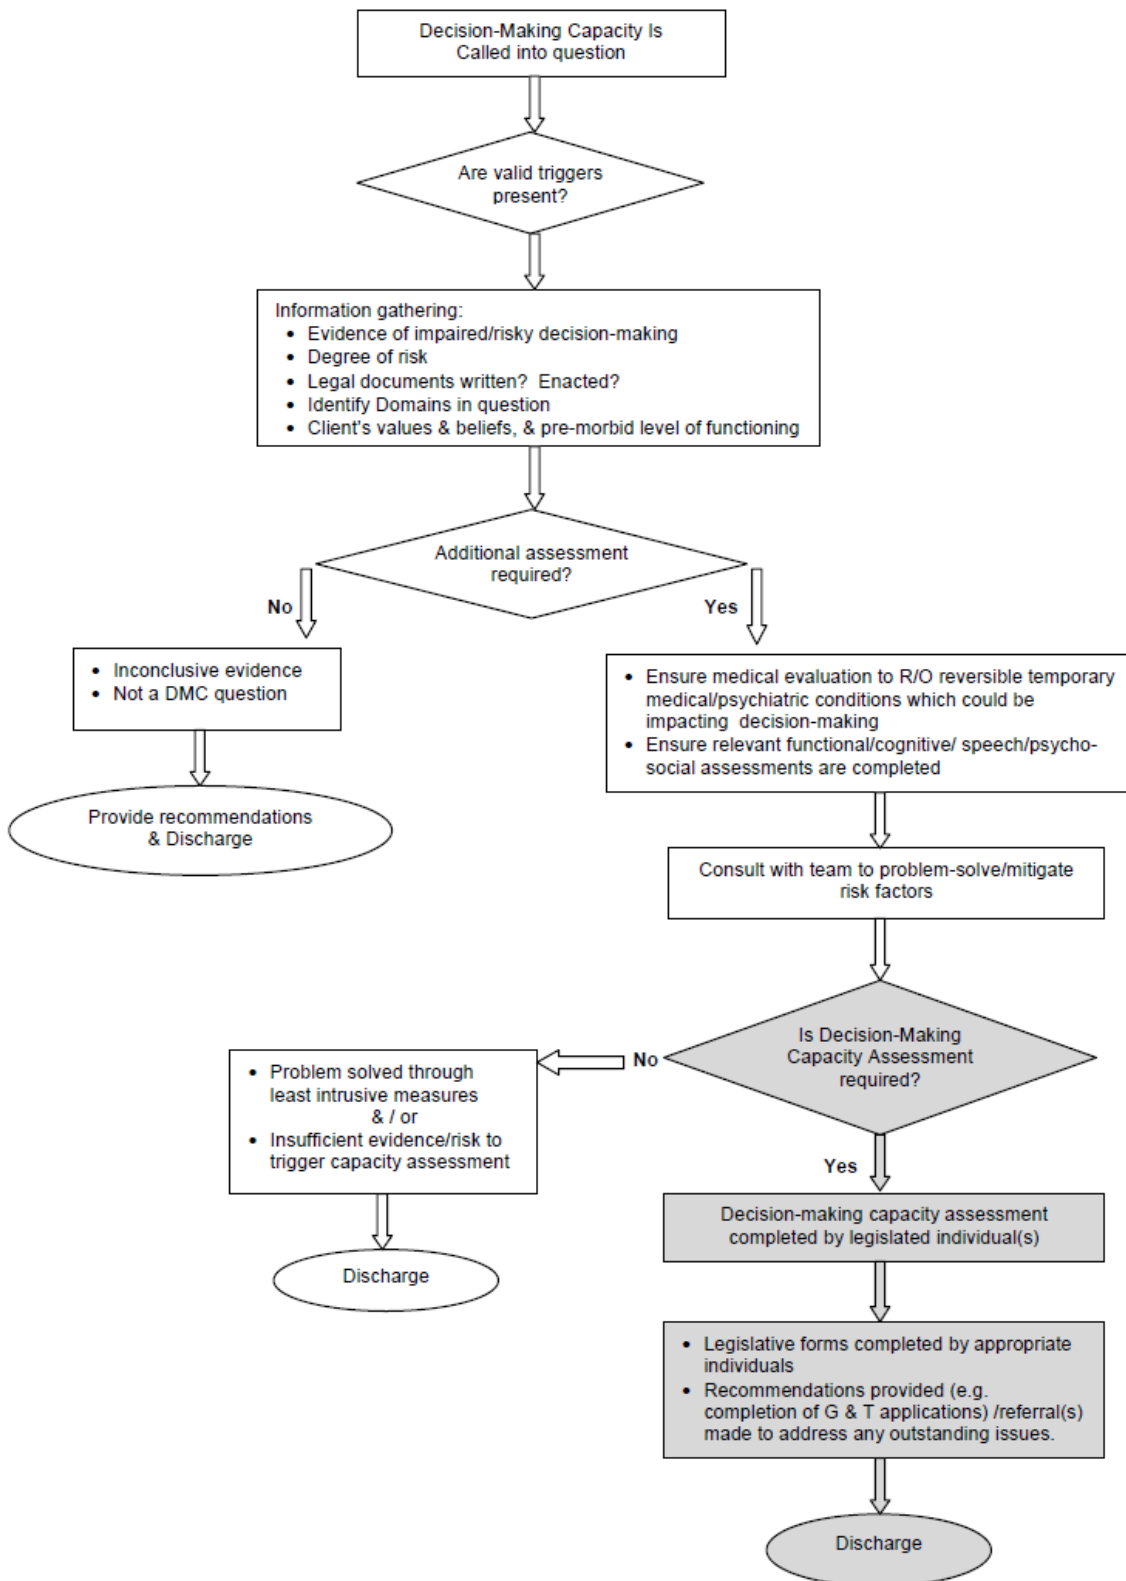 Decision-Making Capacity Is
Called into question
Are valid triggers
present?
Information gathering:
• Evidence of impaired/risky decision-making
• Degree of risk
• Legal documents written? Enacted?
• Identify Domains in question
• Client's values & beliefs, & pre-morbid level of functioning
Additional assessment
required?
No
Yes
• Inconclusive evidence
• Not a DMC question
Provide recommendations
& Discharge
• Ensure medical evaluation to R/O reversible temporary
medical/psychiatric conditions which could be
impacting decision-making
• Ensure relevant functional/cognitive/ speech/psycho-
social assessments are completed
Consult with team to problem-solve/mitigate
risk factors
Is Decision-Making
Capacity Assessment
required?
No
• Problem solved through
least intrusive measures
& / or
• Insufficient evidence/risk to
trigger capacity assessment
Discharge
Yes
Decision-making capacity assessment
completed by legislated individual(s)
• Legislative forms completed by appropriate
individuals
• Recommendations provided (e.g.
completion of G & T applications) /referral(s)
made to address any outstanding issues.
Discharge